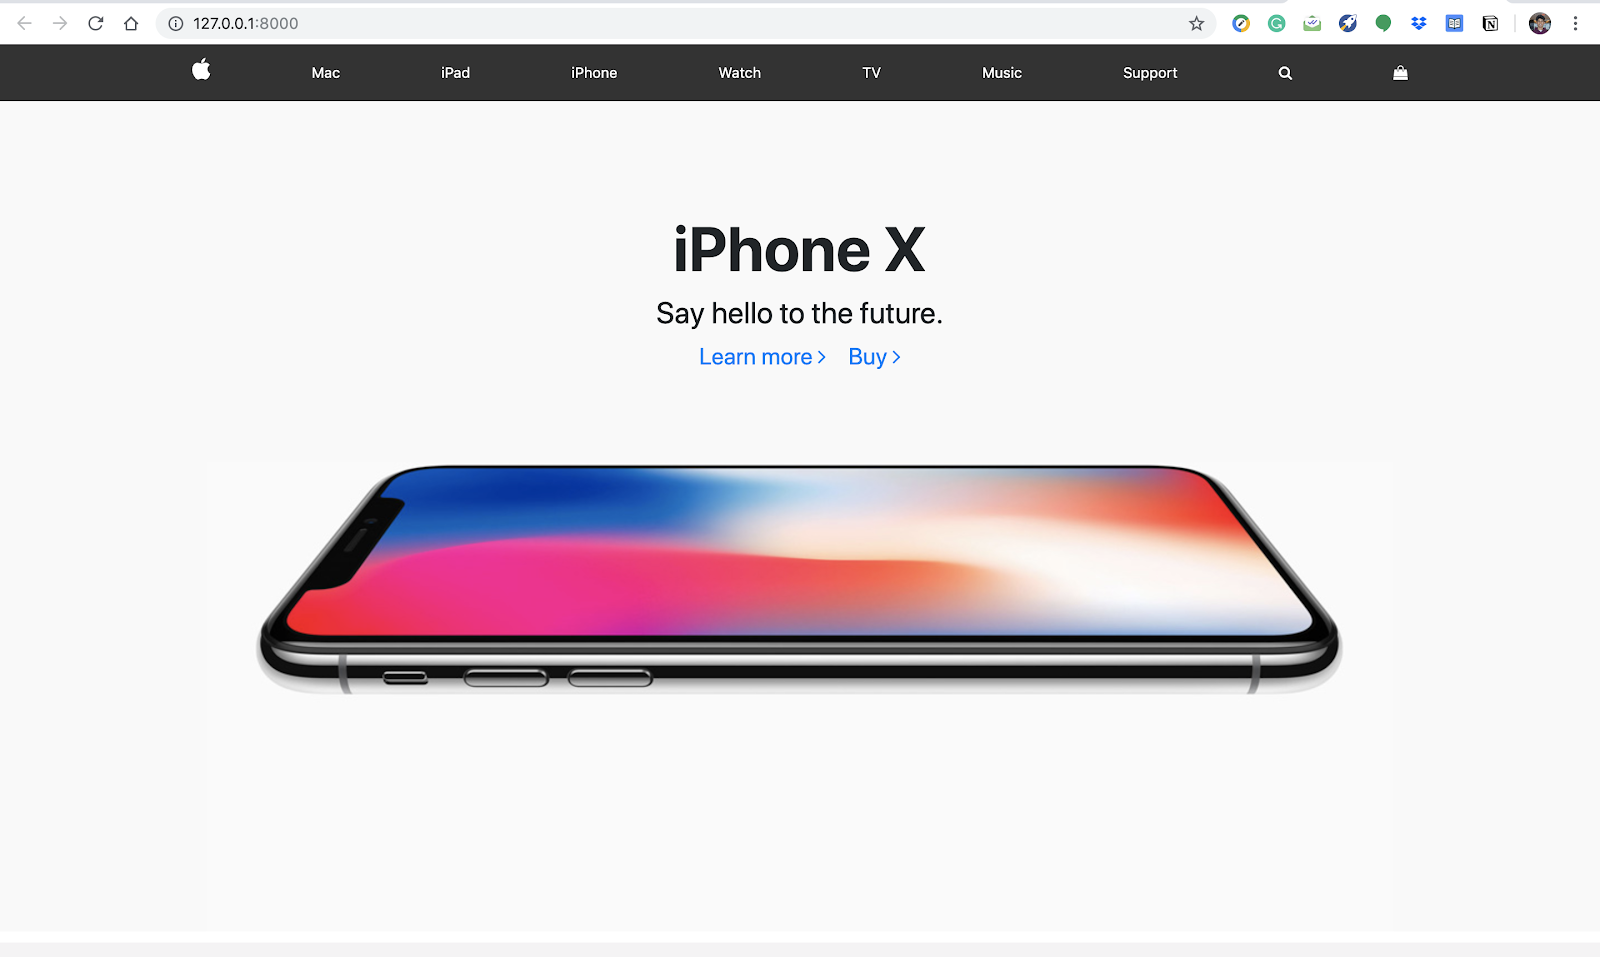 127.0.0.1:8000
Mac iPad iPhone Watch TV Music Support
iPhone X
Say hello to the future.
Learn more > Buy >